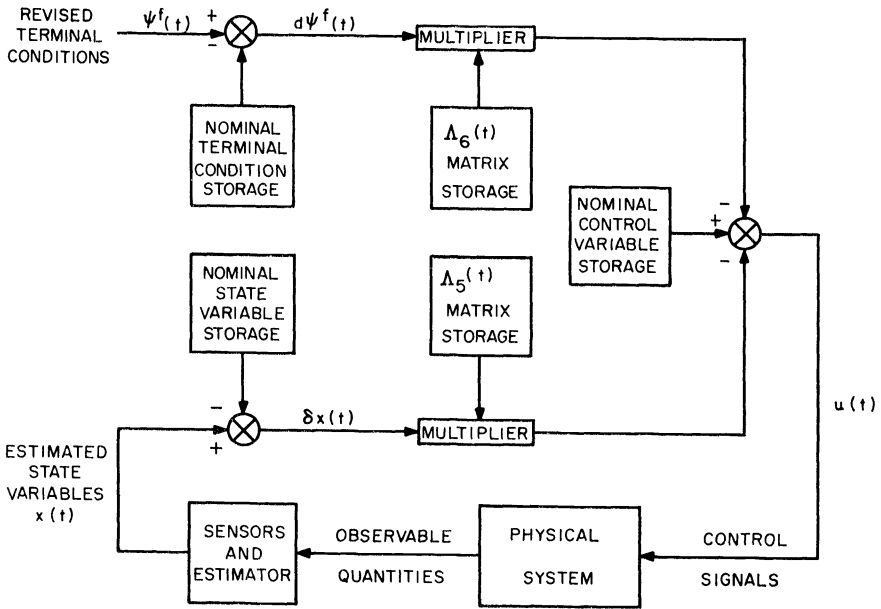 REVISED
TERMINAL
CONDITIONS
ψᶠ(t)
+
−
dψᶠ(t)
MULTIPLIER
NOMINAL
TERMINAL
CONDITION
STORAGE
Λ₆(t)
MATRIX
STORAGE
NOMINAL
CONTROL
VARIABLE
STORAGE
−
+
−
NOMINAL
STATE
VARIABLE
STORAGE
Λ₅(t)
MATRIX
STORAGE
u(t)
−
+
δx(t)
MULTIPLIER
ESTIMATED
STATE
VARIABLES
x(t)
SENSORS
AND
ESTIMATOR
OBSERVABLE
QUANTITIES
PHYSICAL
SYSTEM
CONTROL
SIGNALS